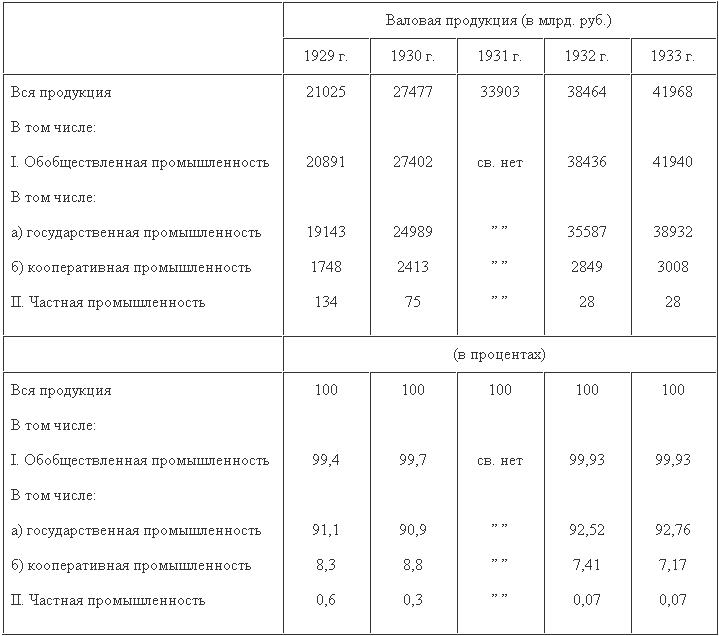 Валовая продукция (в млрд. руб.)
1929 г. 1930 г. 1931 г. 1932 г. 1933 г.
Вся продукция 21025 27477 33903 38464 41968
В том числе:
I. Обобществленная промышленность 20891 27402 св. нет 38436 41940
В том числе:
а) государственная промышленность 19143 24989 ” ” 35587 38932
б) кооперативная промышленность 1748 2413 ” ” 2849 3008
II. Частная промышленность 134 75 ” ” 28 28
(в процентах)
Вся продукция 100 100 100 100 100
В том числе:
I. Обобществленная промышленность 99,4 99,7 св. нет 99,93 99,93
В том числе:
а) государственная промышленность 91,1 90,9 ” ” 92,52 92,76
б) кооперативная промышленность 8,3 8,8 ” ” 7,41 7,17
II. Частная промышленность 0,6 0,3 ” ” 0,07 0,07